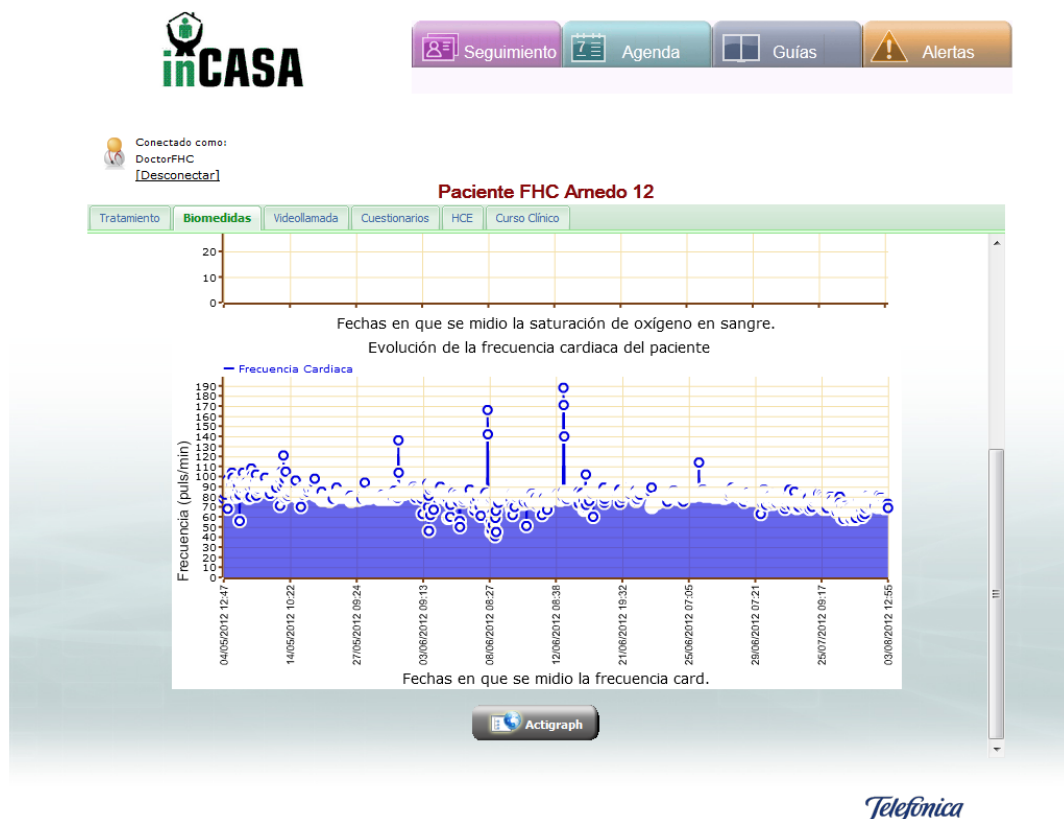 inCASA
Seguimiento
7
Agenda
Guías
Alertas
Conectado como:
DoctorFHC
[Desconectar]
Paciente FHC Arnedo 12
Tratamiento
Biomedidas
Videollamada
Cuestionarios
HCE
Curso Clínico
20
10
0
Fechas en que se midio la saturación de oxígeno en sangre.
Evolución de la frecuencia cardiaca del paciente
Frecuencia Cardiaca
Frecuencia (puls/min)
190
180
170
160
150
140
130
120
110
100
90
80
70
60
50
40
30
20
10
0
04/05/2012 12:47
14/05/2012 10:22
27/05/2012 09:24
03/06/2012 09:13
08/06/2012 08:27
12/06/2012 08:38
21/06/2012 19:32
25/06/2012 07:05
29/06/2012 07:21
25/07/2012 09:17
03/08/2012 12:55
Fechas en que se midio la frecuencia card.
Actigraph
Telefónica